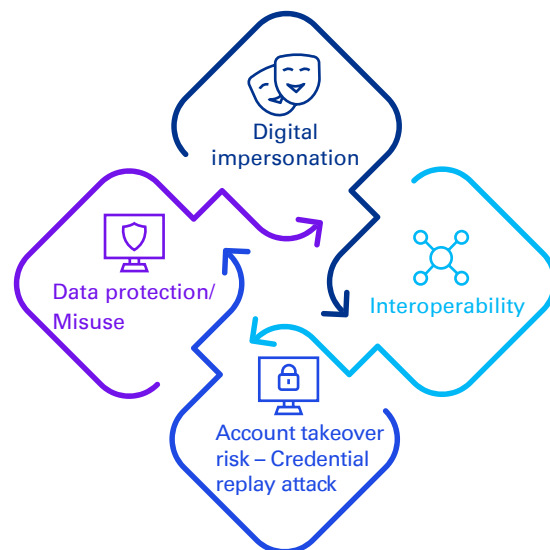 Digital
impersonation
Data protection/
Misuse
Interoperability
Account takeover
risk – Credential
replay attack